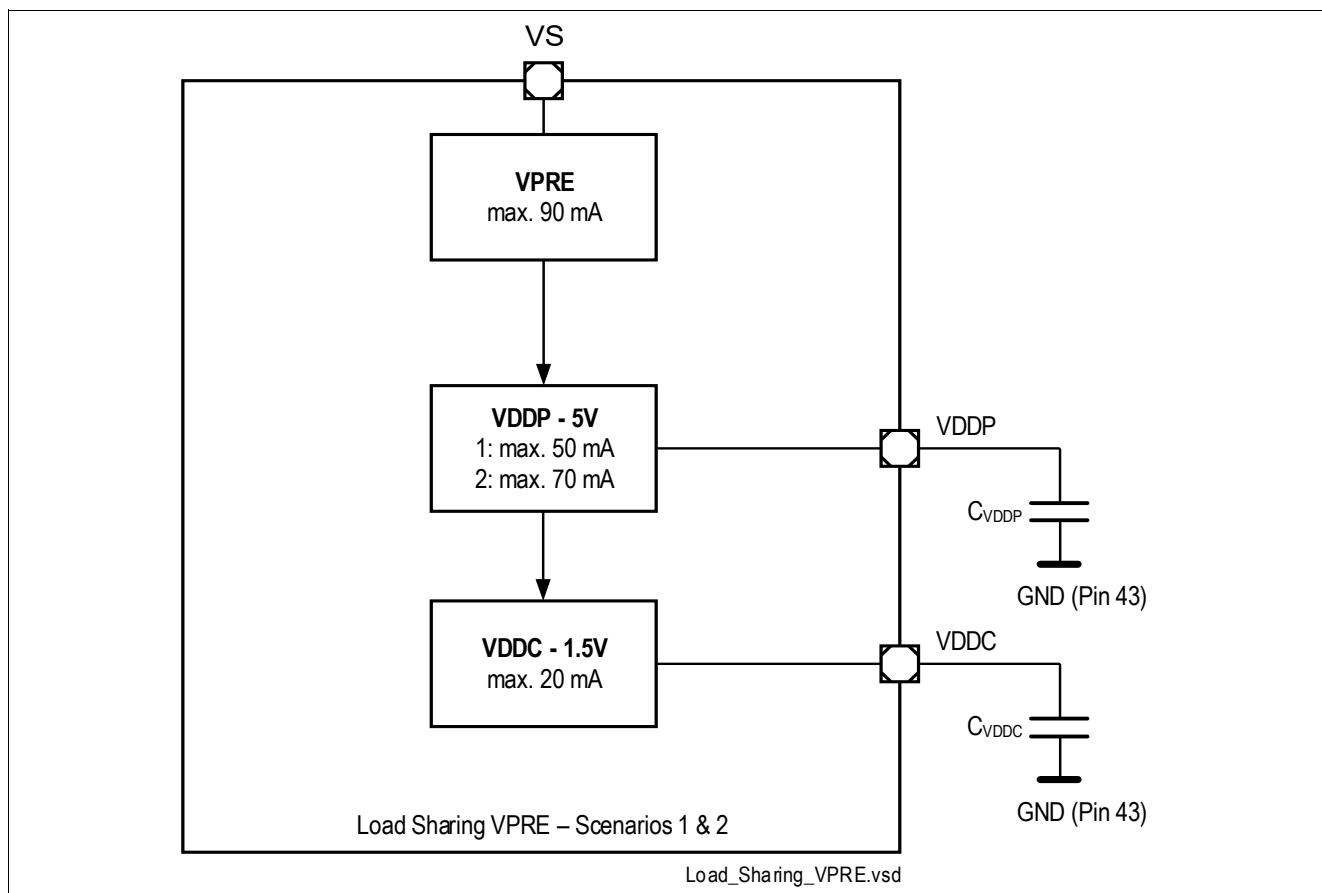 VS
VPRE
max. 90 mA
VDDP - 5V
1: max. 50 mA
2: max. 70 mA
VDDP
CVDDP
GND (Pin 43)
VDDC - 1.5V
max. 20 mA
VDDC
CVDDC
GND (Pin 43)
Load Sharing VPRE – Scenarios 1 & 2
Load_Sharing_VPRE.vsd